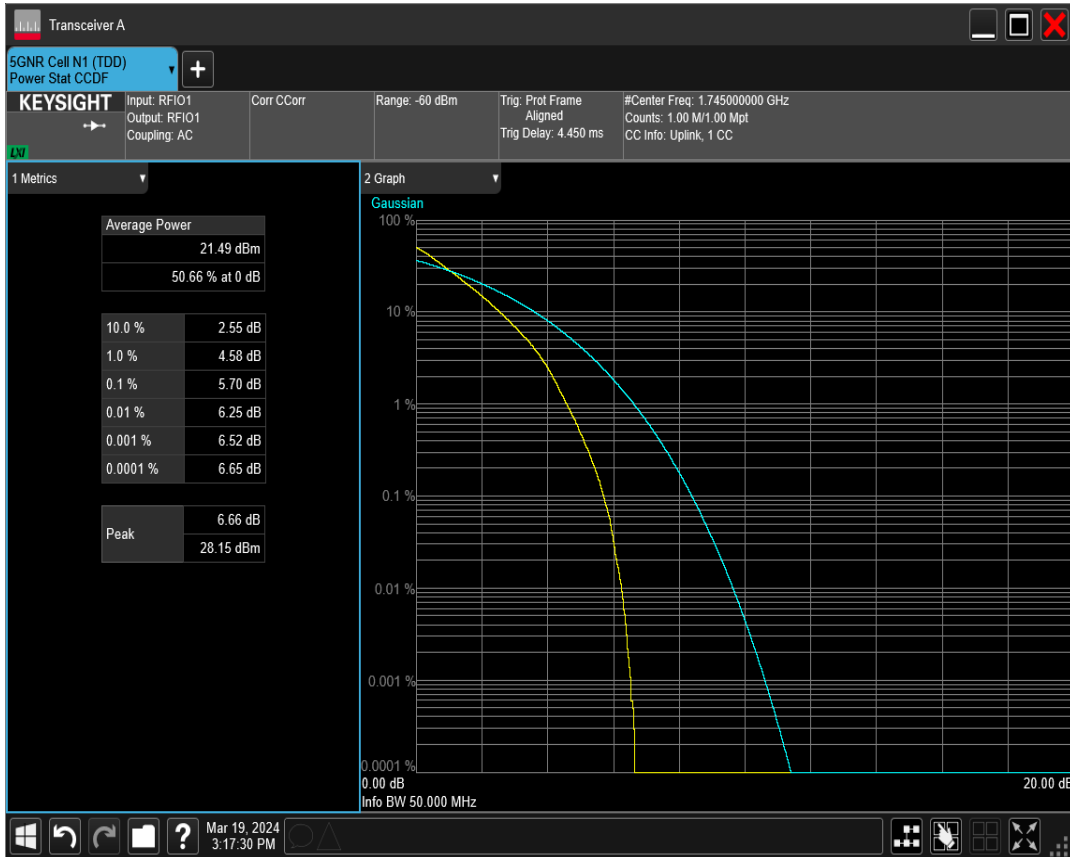 Transceiver A
5GNR Cell N1 (TDD)
Power Stat CCDF
+
KEYSIGHT
LXI
Input: RFIO1
Output: RFIO1
Coupling: AC
Corr CCorr
Range: -60 dBm
Trig: Prot Frame
Aligned
Trig Delay: 4.450 ms
#Center Freq: 1.745000000 GHz
Counts: 1.00 M/1.00 Mpt
CC Info: Uplink, 1 CC
1 Metrics
Average Power
21.49 dBm
50.66 % at 0 dB
10.0 % 2.55 dB
1.0 % 4.58 dB
0.1 % 5.70 dB
0.01 % 6.25 dB
0.001 % 6.52 dB
0.0001 % 6.65 dB
Peak 6.66 dB
28.15 dBm
2 Graph
Gaussian
100 %
10 %
1 %
0.1 %
0.01 %
0.001 %
0.0001 %
0.00 dB 20.00 dB
Info BW 50.000 MHz
?
Mar 19, 2024
3:17:30 PM